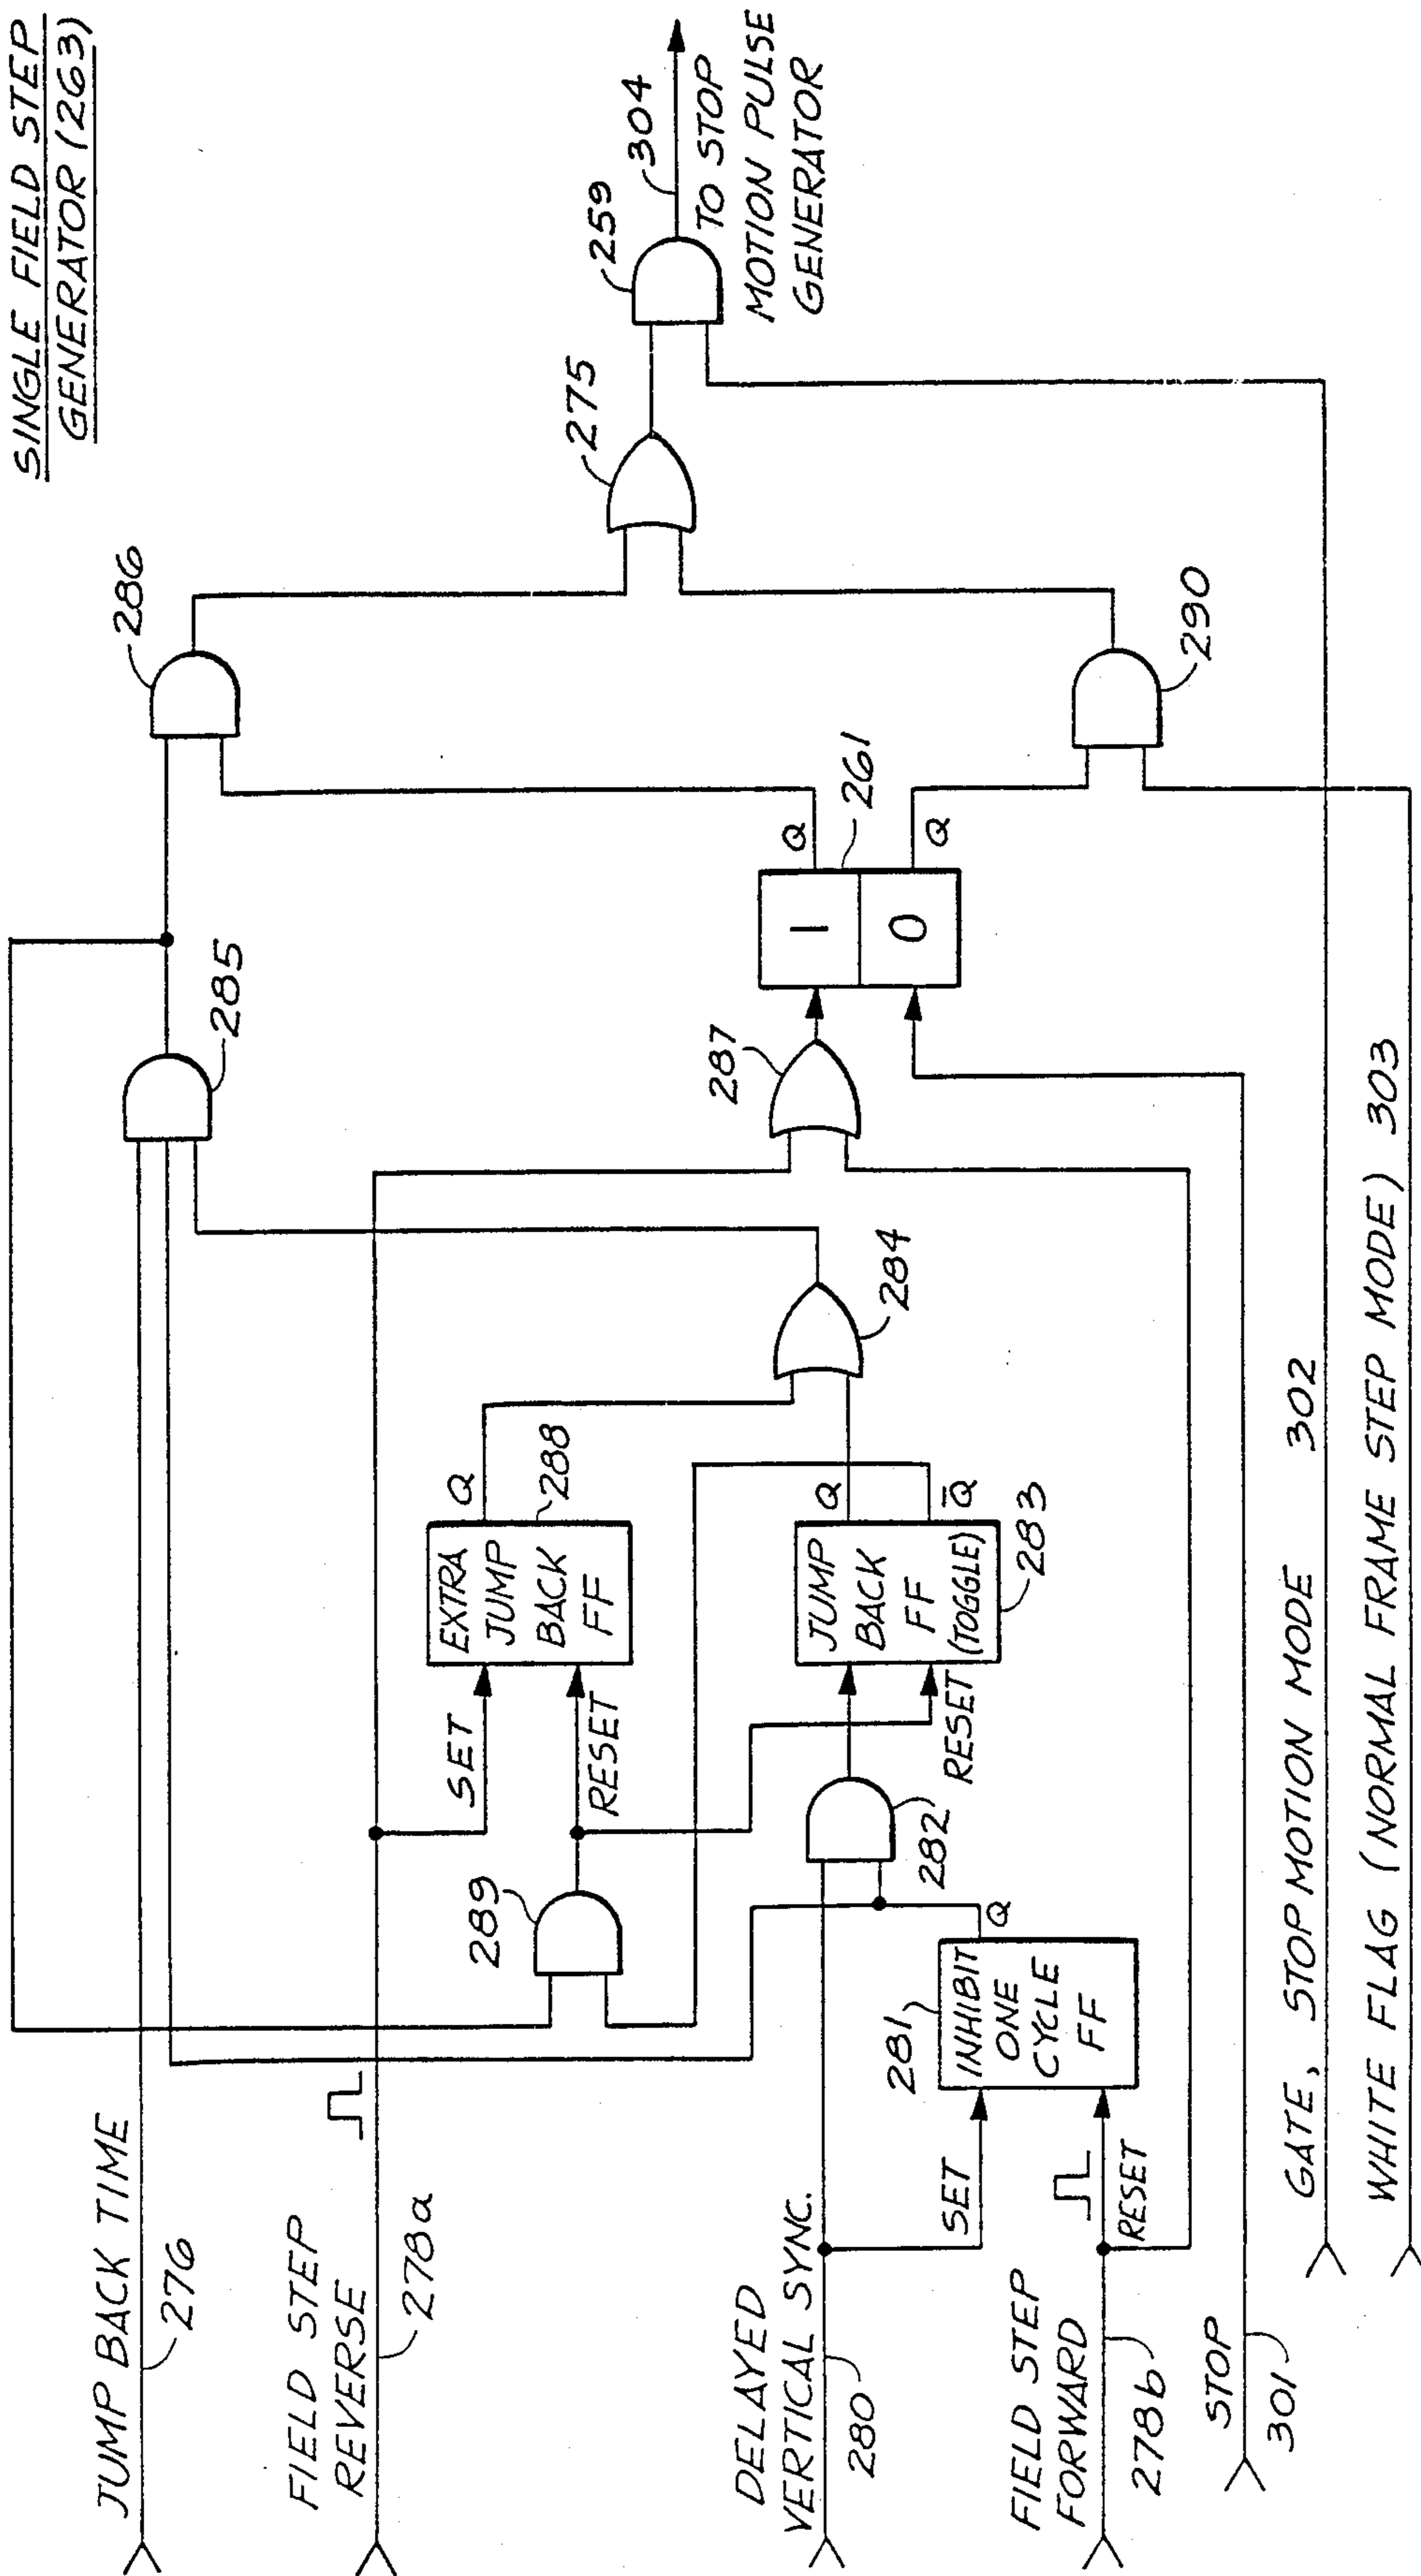 SINGLE FIELD STEP
GENERATOR (263)
JUMP BACK TIME
276
FIELD STEP
REVERSE
278a
DELAYED
VERTICAL SYNC.
280
FIELD STEP
FORWARD
278b
STOP
301
GATE, STOP MOTION MODE 302
WHITE FLAG (NORMAL FRAME STEP MODE) 303
SET
RESET
281
INHIBIT
ONE
CYCLE
FF
Q
289
282
SET
RESET
EXTRA
JUMP
BACK
FF
Q
288
RESET
JUMP
BACK
FF
(TOGGLE)
Q
Q̅
283
284
285
287
1
0
Q
Q
261
286
290
275
259
304
TO STOP
MOTION PULSE
GENERATOR